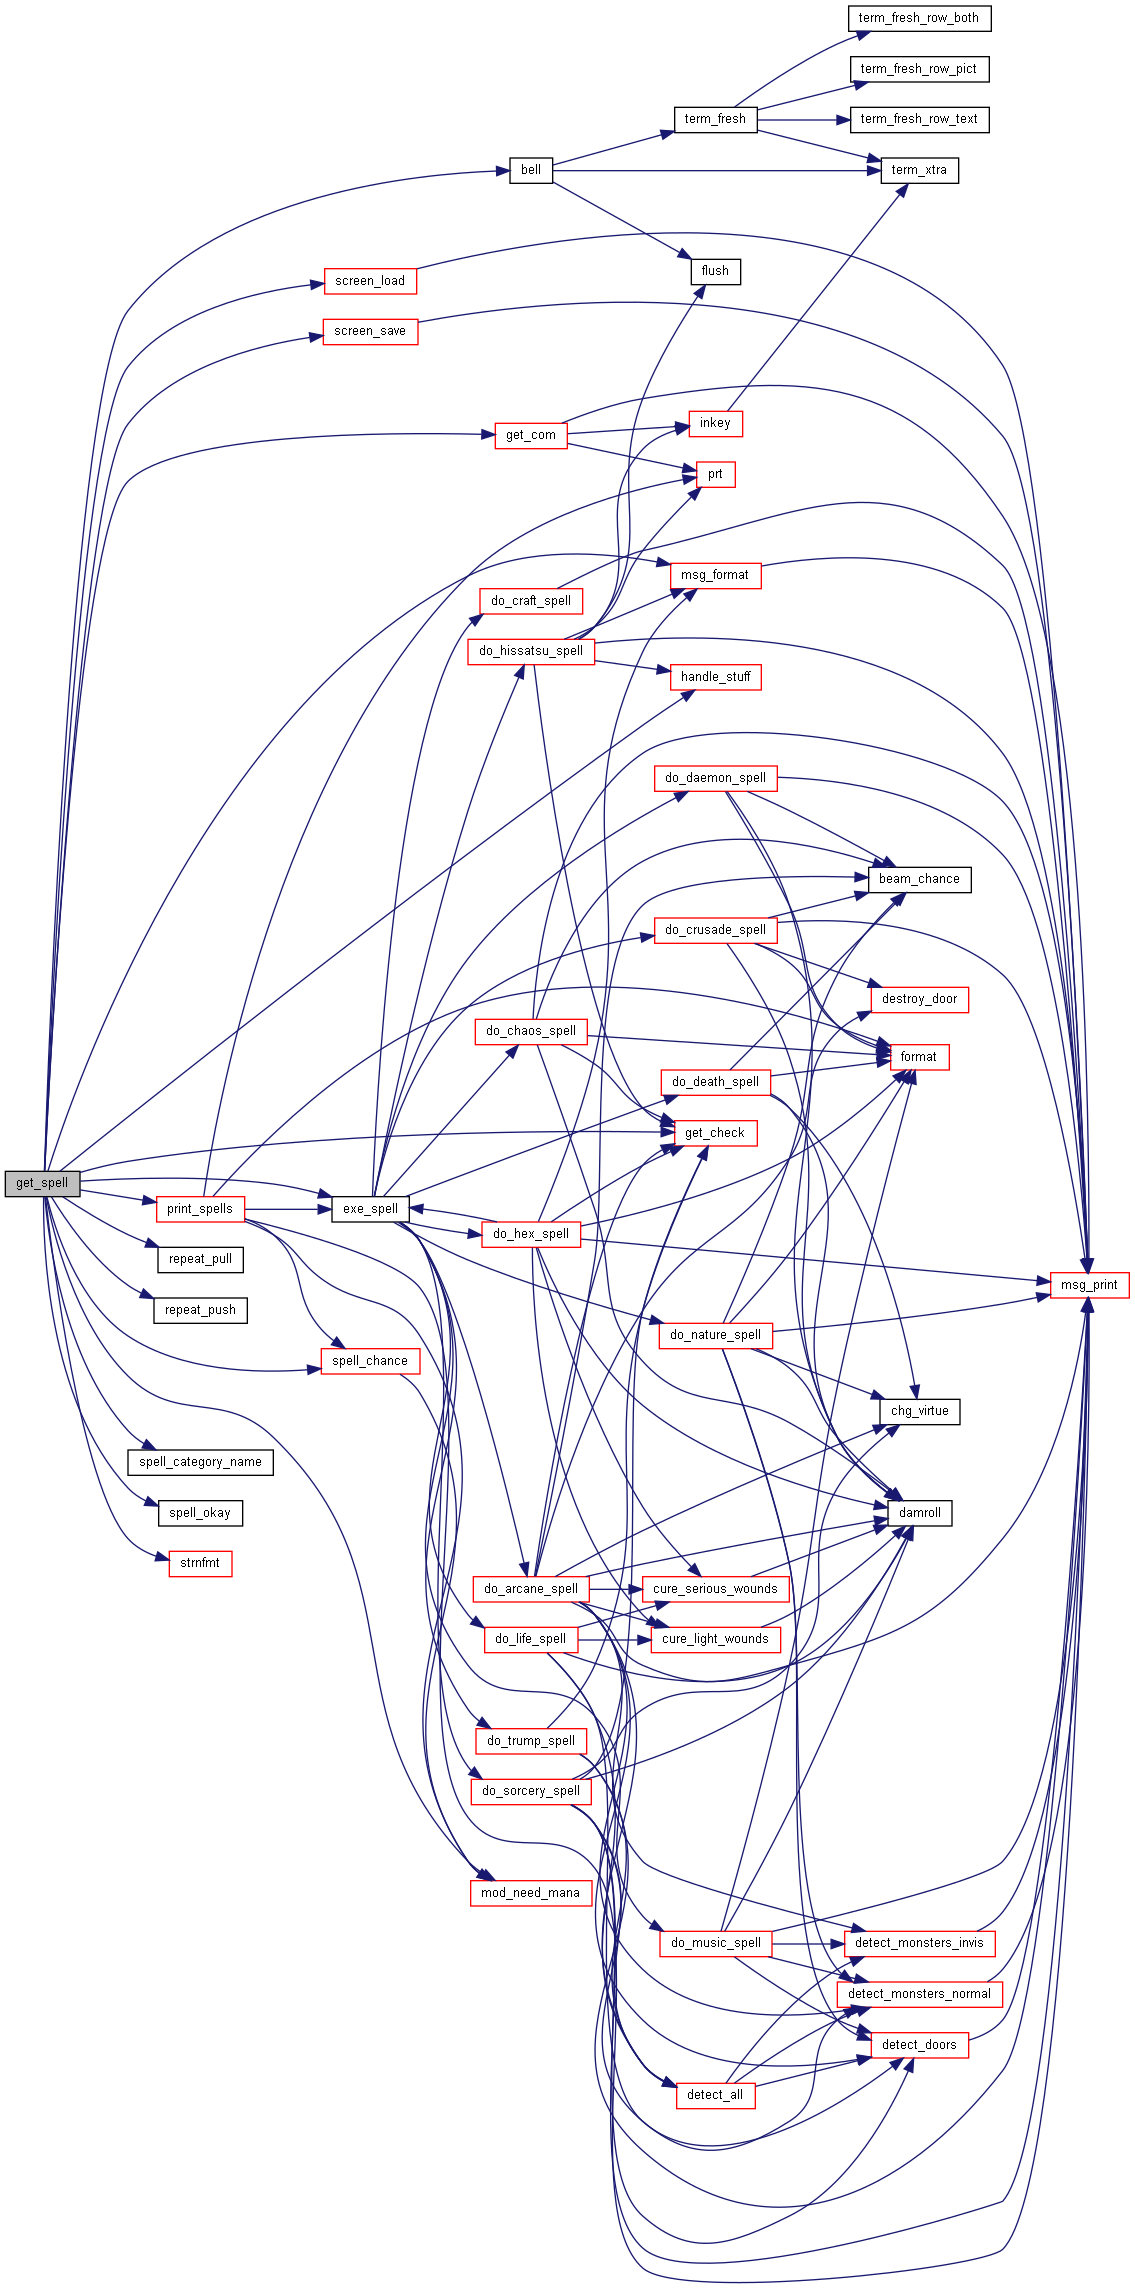 term_fresh_row_both
term_fresh_row_pict
term_fresh
term_fresh_row_text
bell
term_xtra
flush
screen_load
screen_save
inkey
get_com
prt
msg_format
do_craft_spell
do_hissatsu_spell
handle_stuff
do_daemon_spell
beam_chance
do_crusade_spell
destroy_door
do_chaos_spell
format
do_death_spell
get_check
get_spell
print_spells
exe_spell
do_hex_spell
repeat_pull
msg_print
repeat_push
do_nature_spell
spell_chance
chg_virtue
spell_category_name
spell_okay
damroll
strnfmt
do_arcane_spell
cure_serious_wounds
do_life_spell
cure_light_wounds
do_trump_spell
do_sorcery_spell
mod_need_mana
do_music_spell
detect_monsters_invis
detect_monsters_normal
detect_doors
detect_all